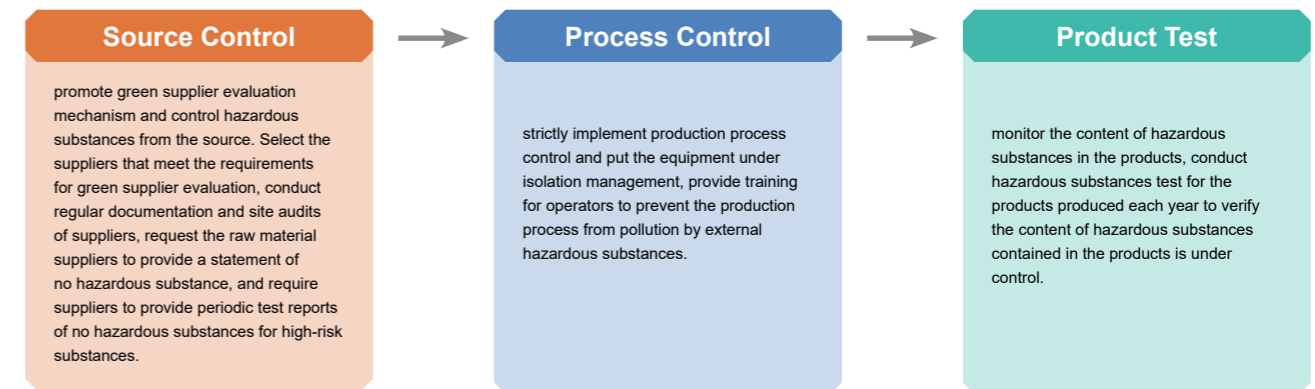 Source Control
promote green supplier evaluation
mechanism and control hazardous
substances from the source. Select the
suppliers that meet the requirements
for green supplier evaluation, conduct
regular documentation and site audits
of suppliers, request the raw material
suppliers to provide a statement of
no hazardous substance, and require
suppliers to provide periodic test reports
of no hazardous substances for high-risk
substances.
Process Control
strictly implement production process
control and put the equipment under
isolation management, provide training
for operators to prevent the production
process from pollution by external
hazardous substances.
Product Test
monitor the content of hazardous
substances in the products, conduct
hazardous substances test for the
products produced each year to verify
the content of hazardous substances
contained in the products is under
control.